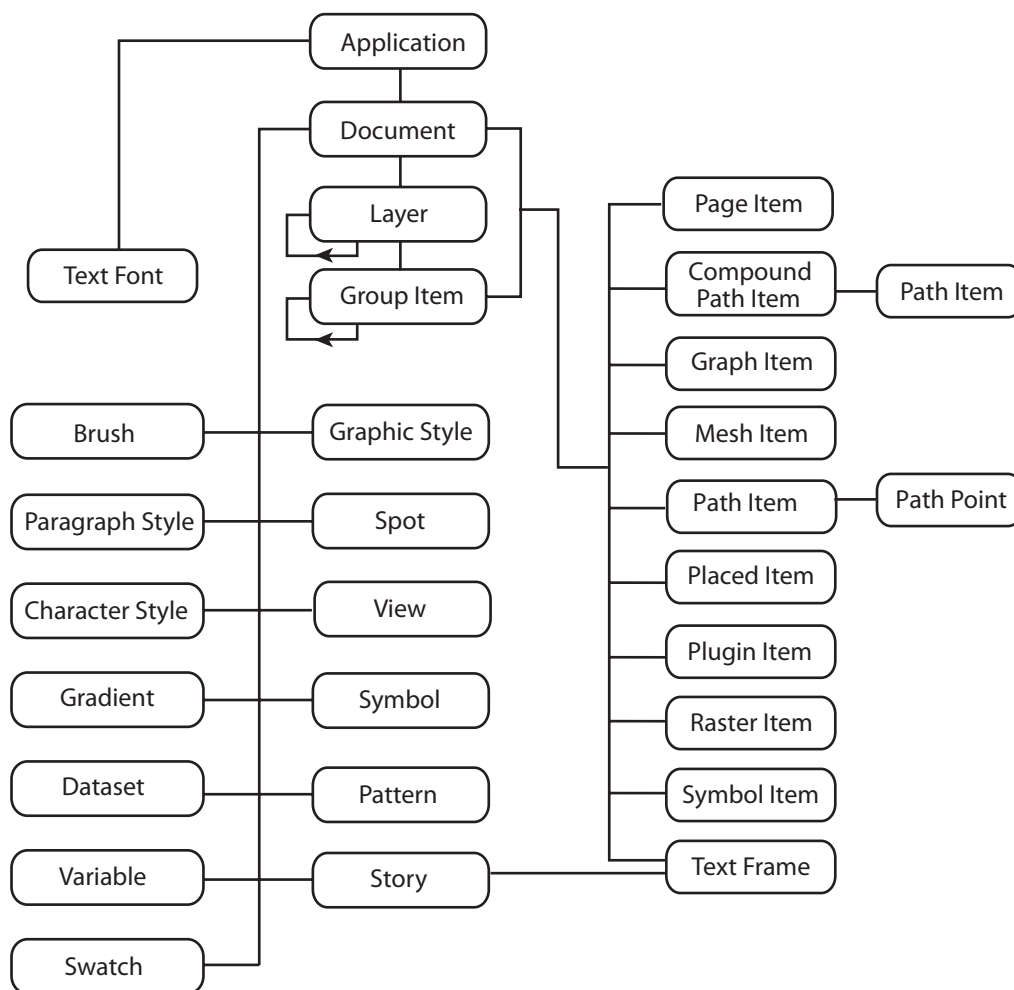 Application
Document
Layer
Group Item
Text Font
Page Item
Compound
Path Item
Path Item
Graph Item
Mesh Item
Path Item
Path Point
Placed Item
Plugin Item
Raster Item
Symbol Item
Text Frame
Brush
Graphic Style
Paragraph Style
Spot
Character Style
View
Gradient
Symbol
Dataset
Pattern
Variable
Story
Swatch